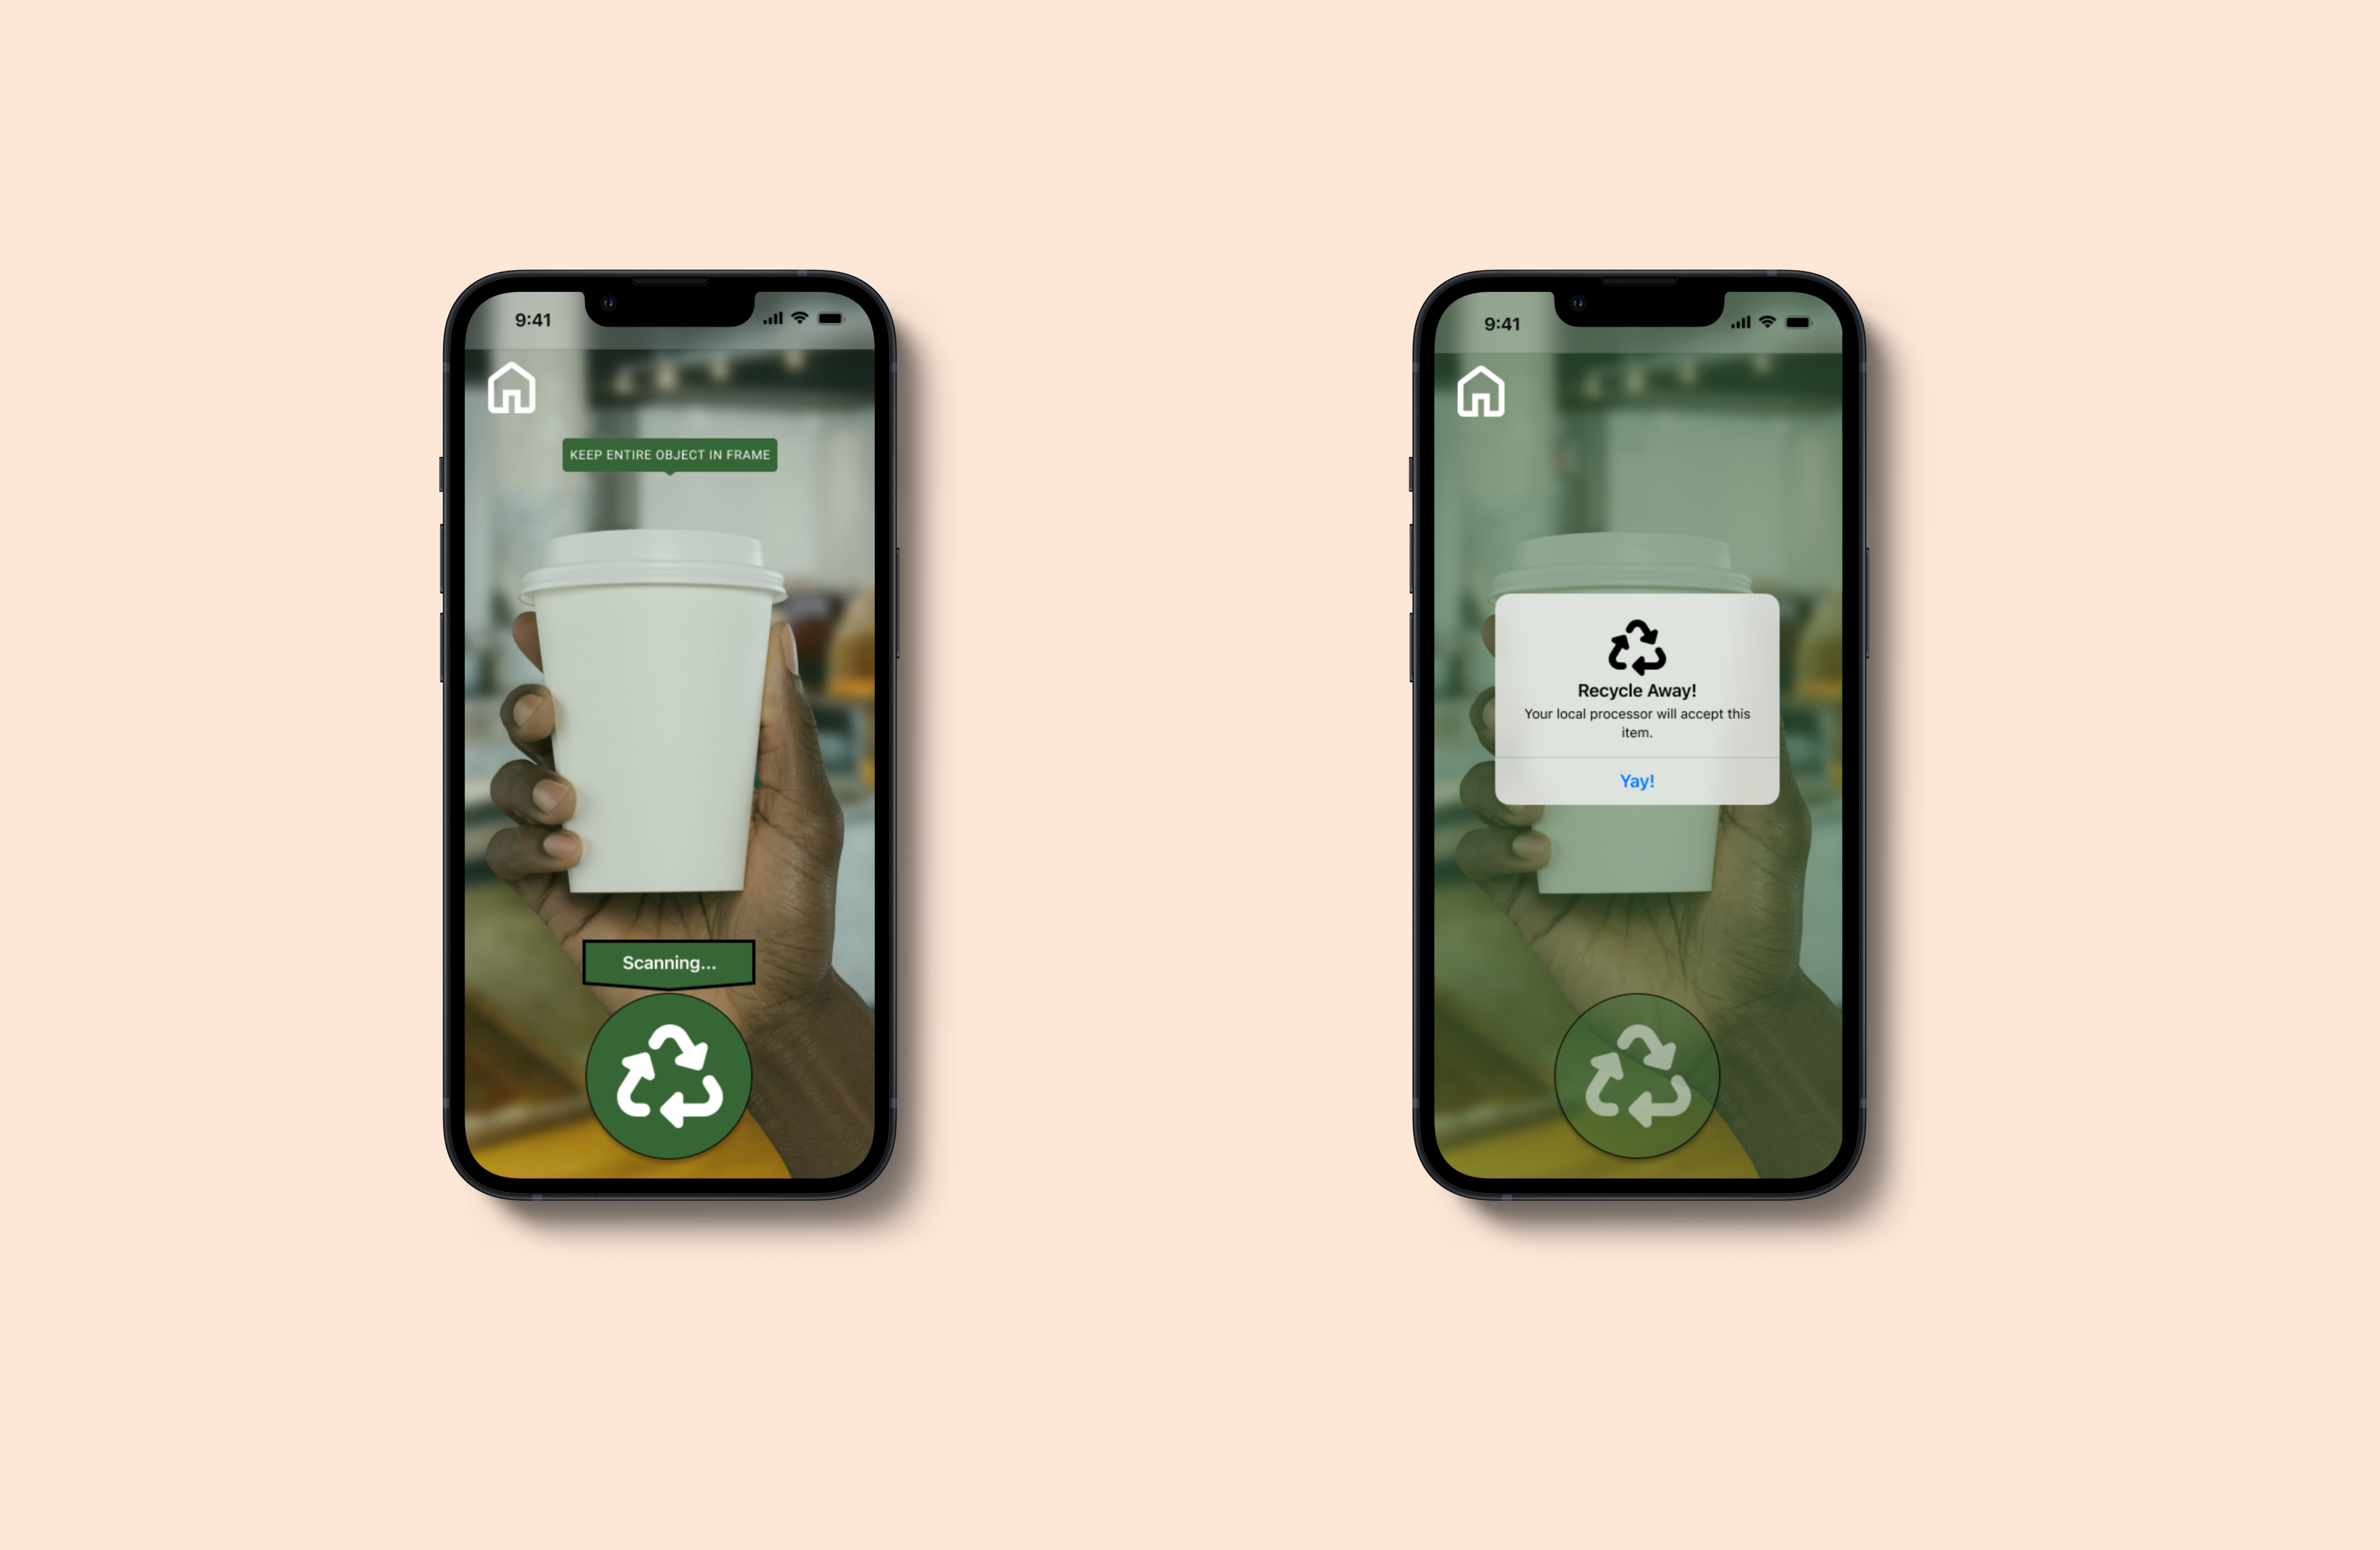 9:41
KEEP ENTIRE OBJECT IN FRAME
Scanning...
9:41
Recycle Away!
Your local processor will accept this
item.
Yay!